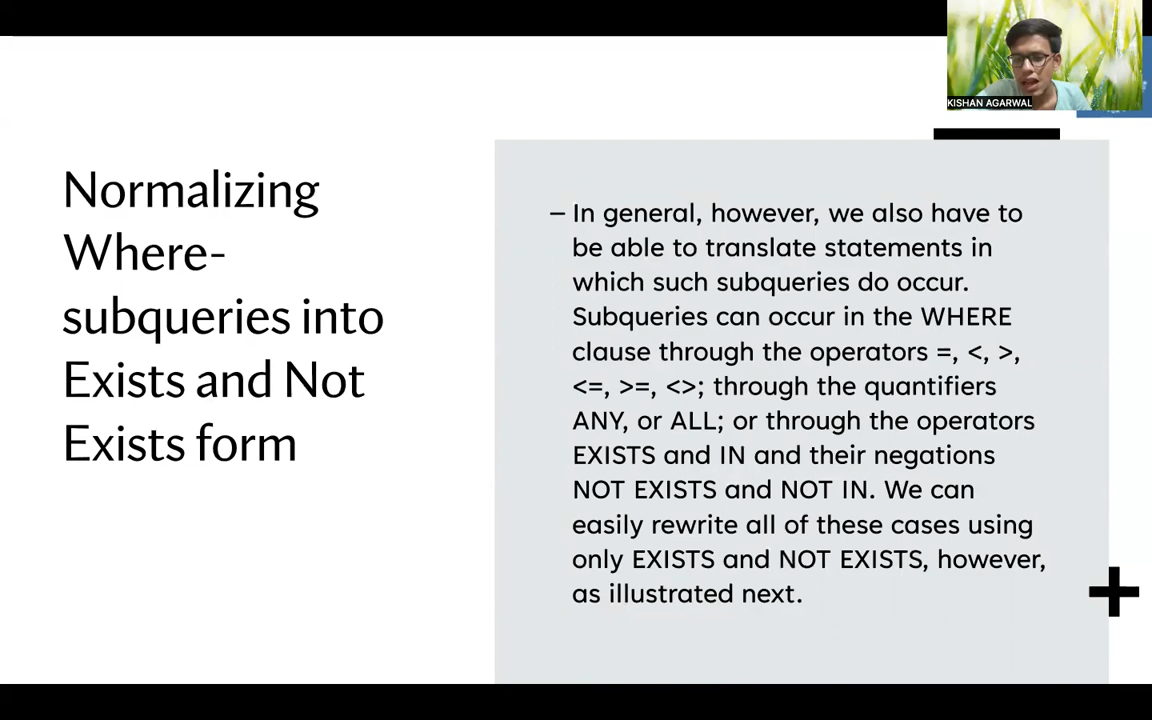 KISHAN AGARWAL
Normalizing
Where-
subqueries into
Exists and Not
Exists form
– In general, however, we also have to
be able to translate statements in
which such subqueries do occur.
Subqueries can occur in the WHERE
clause through the operators =, <, >,
<=, >=, <>; through the quantifiers
ANY, or ALL; or through the operators
EXISTS and IN and their negations
NOT EXISTS and NOT IN. We can
easily rewrite all of these cases using
only EXISTS and NOT EXISTS, however,
as illustrated next.